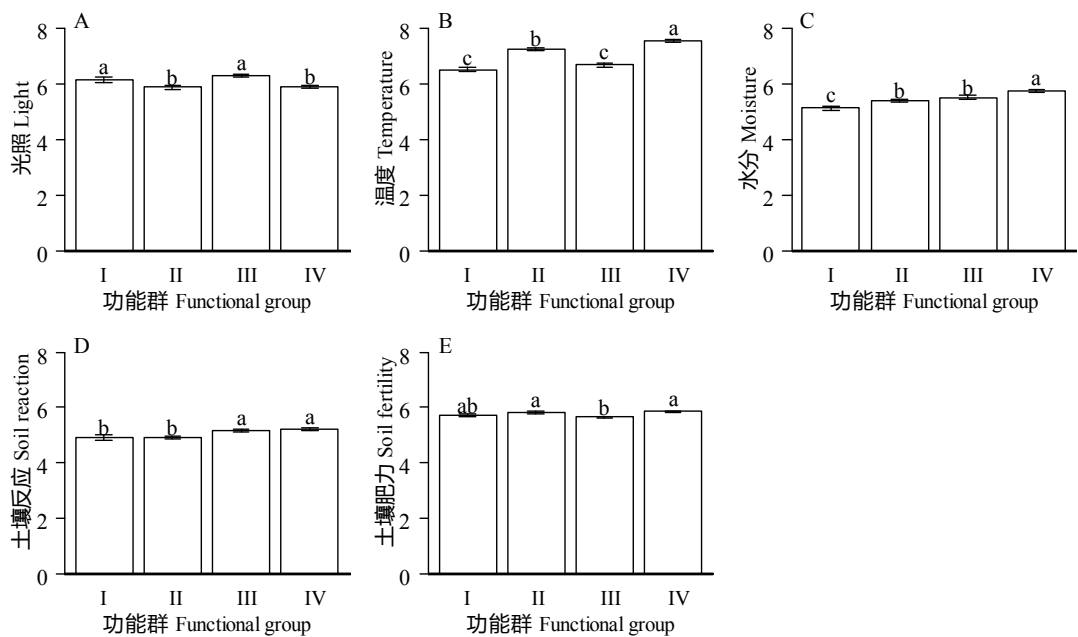 A
光照 Light
8
6
4
2
0
a
b
a
b
I
II
III
IV
功能群 Functional group
B
温度 Temperature
8
6
4
2
0
c
b
c
a
I
II
III
IV
功能群 Functional group
C
水分 Moisture
8
6
4
2
0
c
b
b
a
I
II
III
IV
功能群 Functional group
D
土壤反应 Soil reaction
8
6
4
2
0
b
b
a
a
I
II
III
IV
功能群 Functional group
E
土壤肥力 Soil fertility
8
6
4
2
0
ab
a
b
a
I
II
III
IV
功能群 Functional group